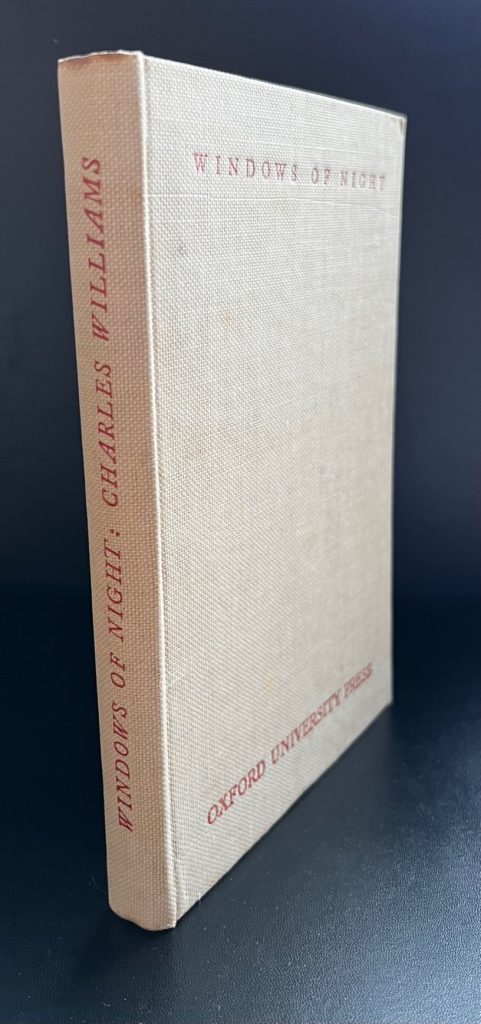 WINDOWS OF NIGHT: CHARLES WILLIAMS
WINDOWS OF NIGHT
OXFORD UNIVERSITY PRESS